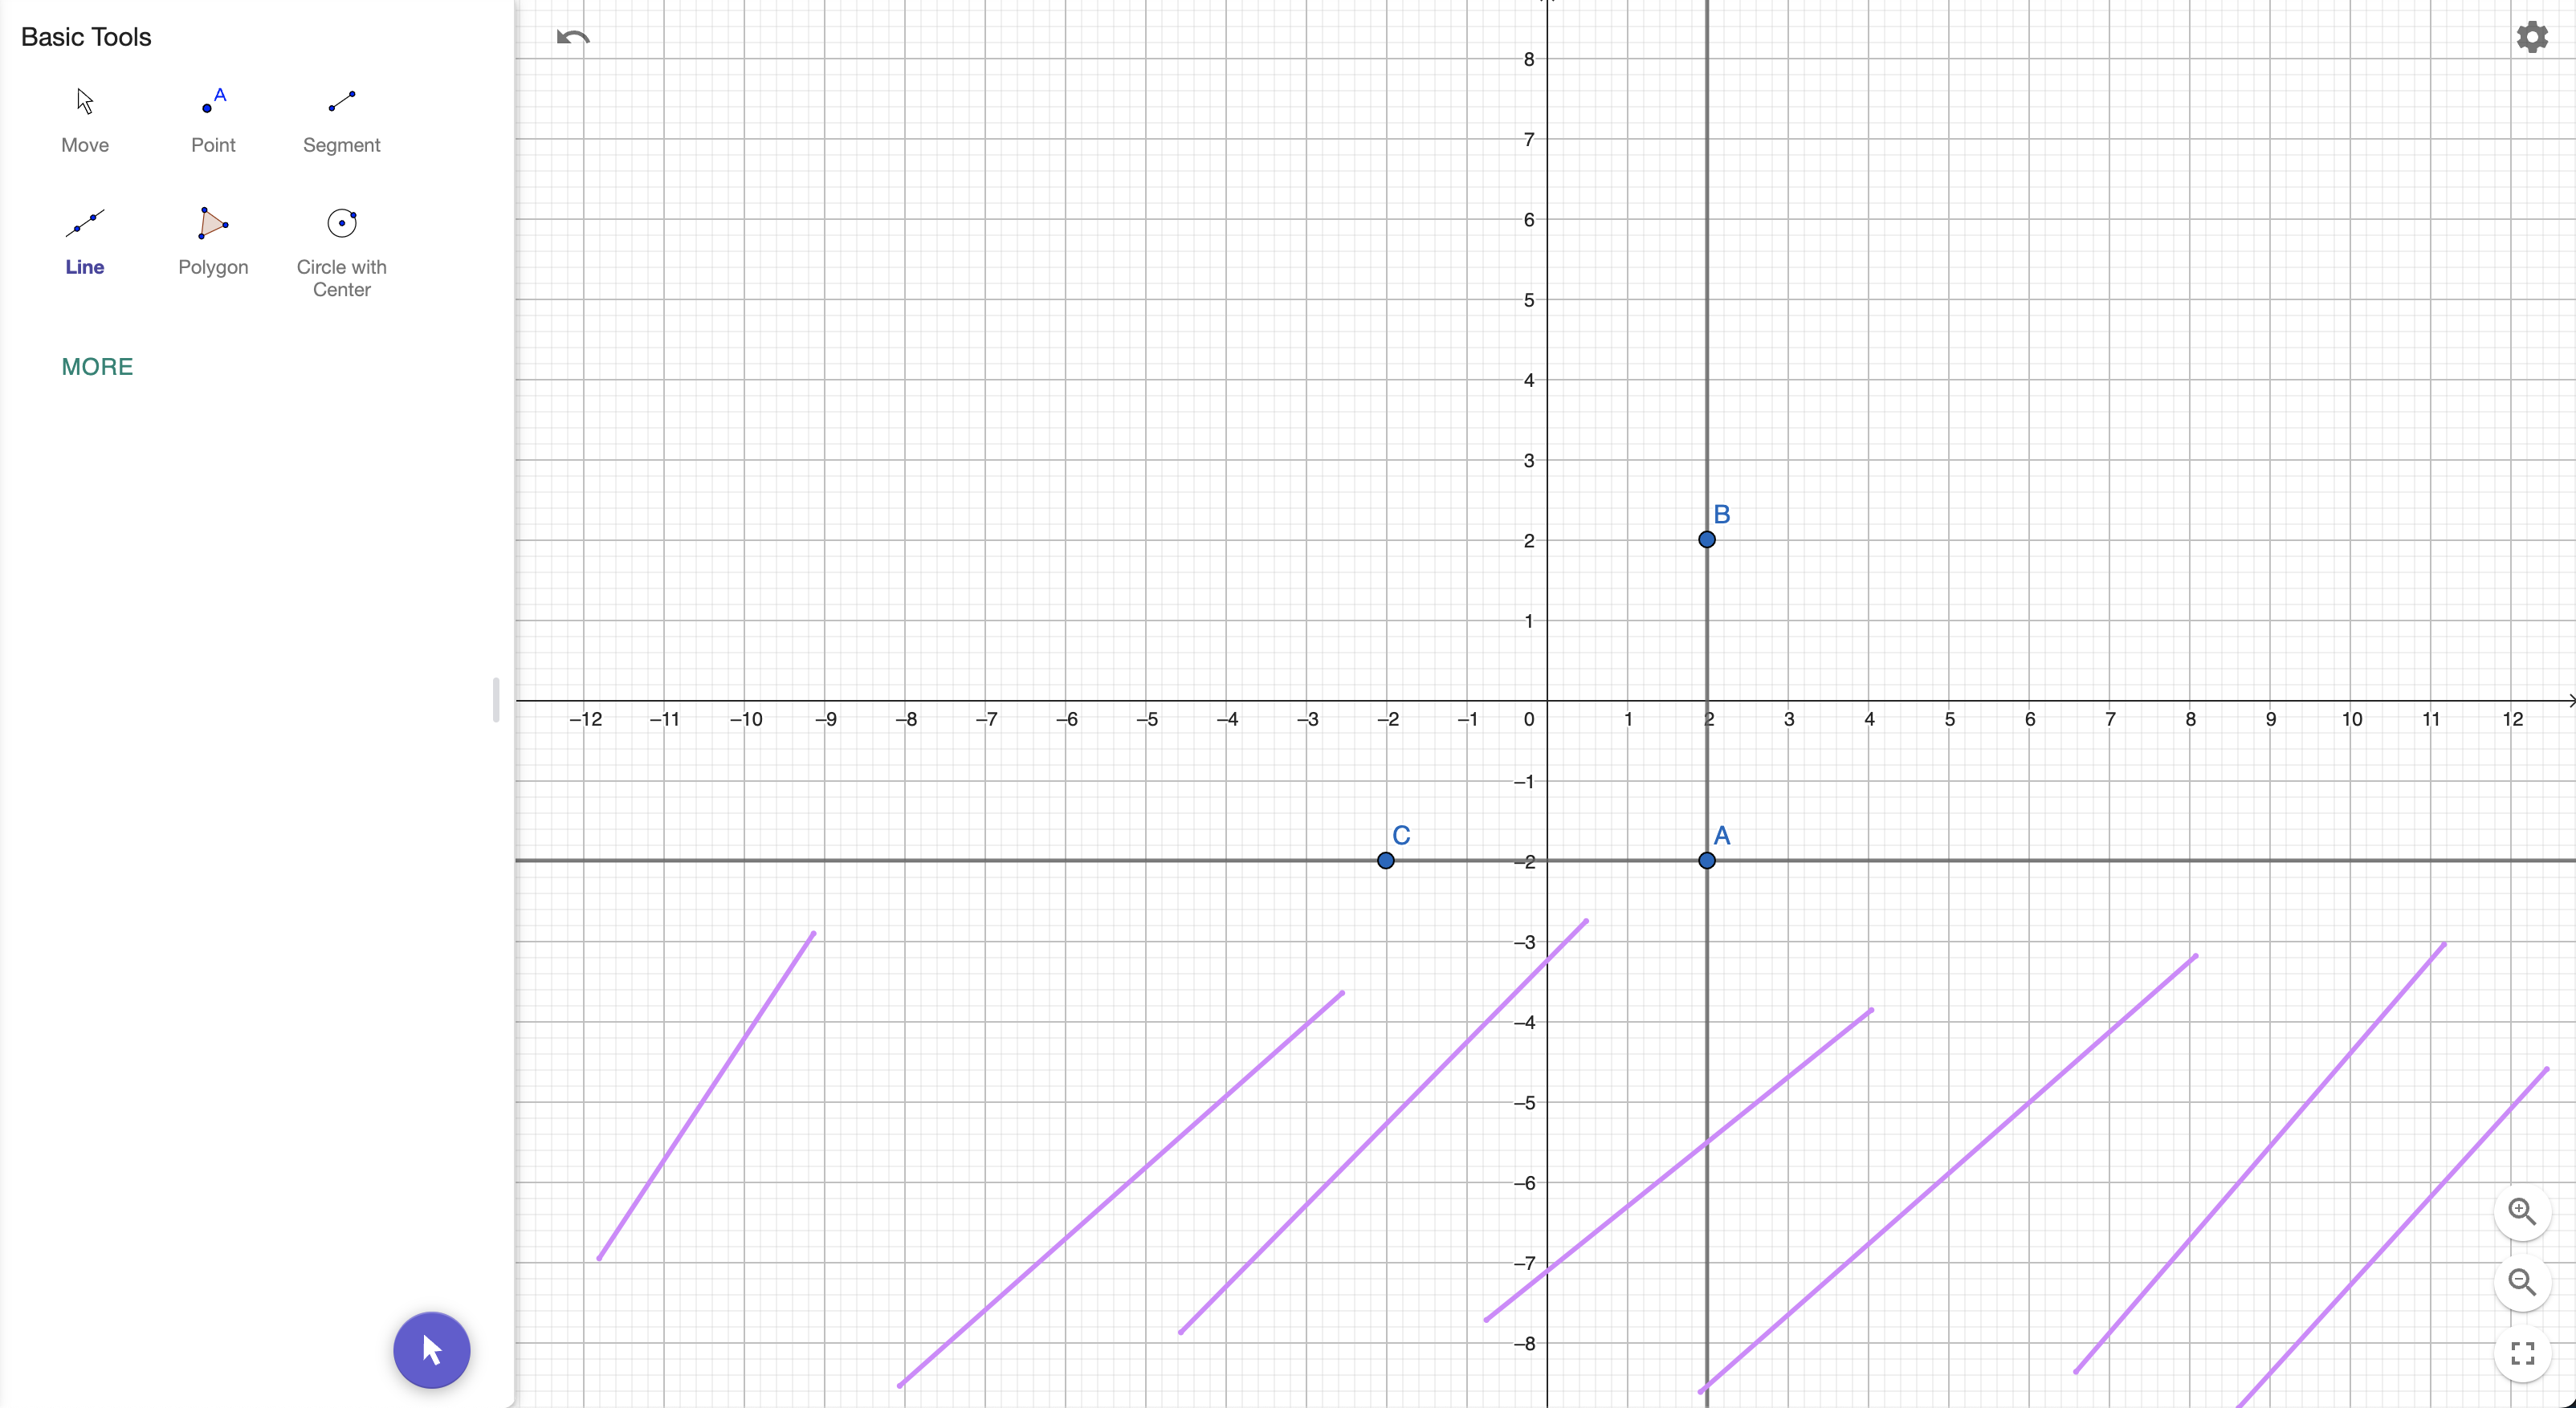 Basic Tools
A
Move Point Segment
Line Polygon Circle with
Center
MORE
8
7
6
5
4
3
B
2
1
–12 –11 –10 –9 –8 –7 –6 –5 –4 –3 –2 –1 0 1 2 3 4 5 6 7 8 9 10 11 12
–1
C A
–2
–3
–4
–5
–6
–7
–8